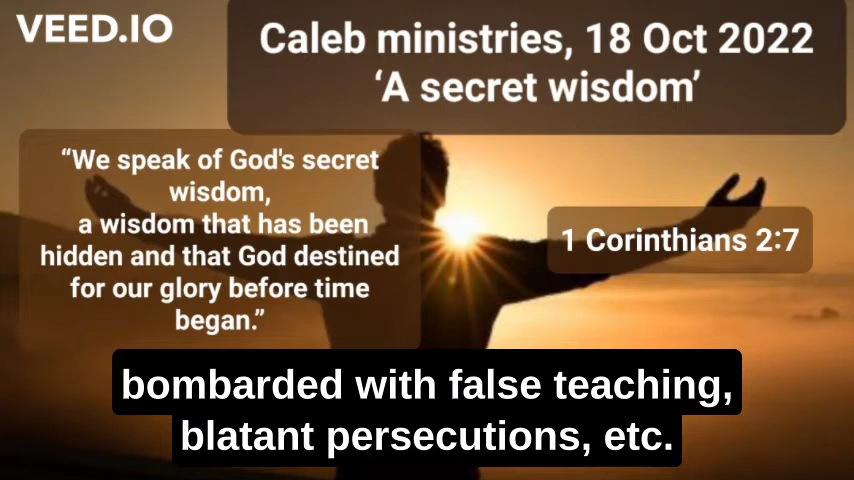 VEED.IO
Caleb ministries, 18 Oct 2022
‘A secret wisdom’
“We speak of God's secret
wisdom,
a wisdom that has been
hidden and that God destined
for our glory before time
began.”
1 Corinthians 2:7
bombarded with false teaching,
blatant persecutions, etc.